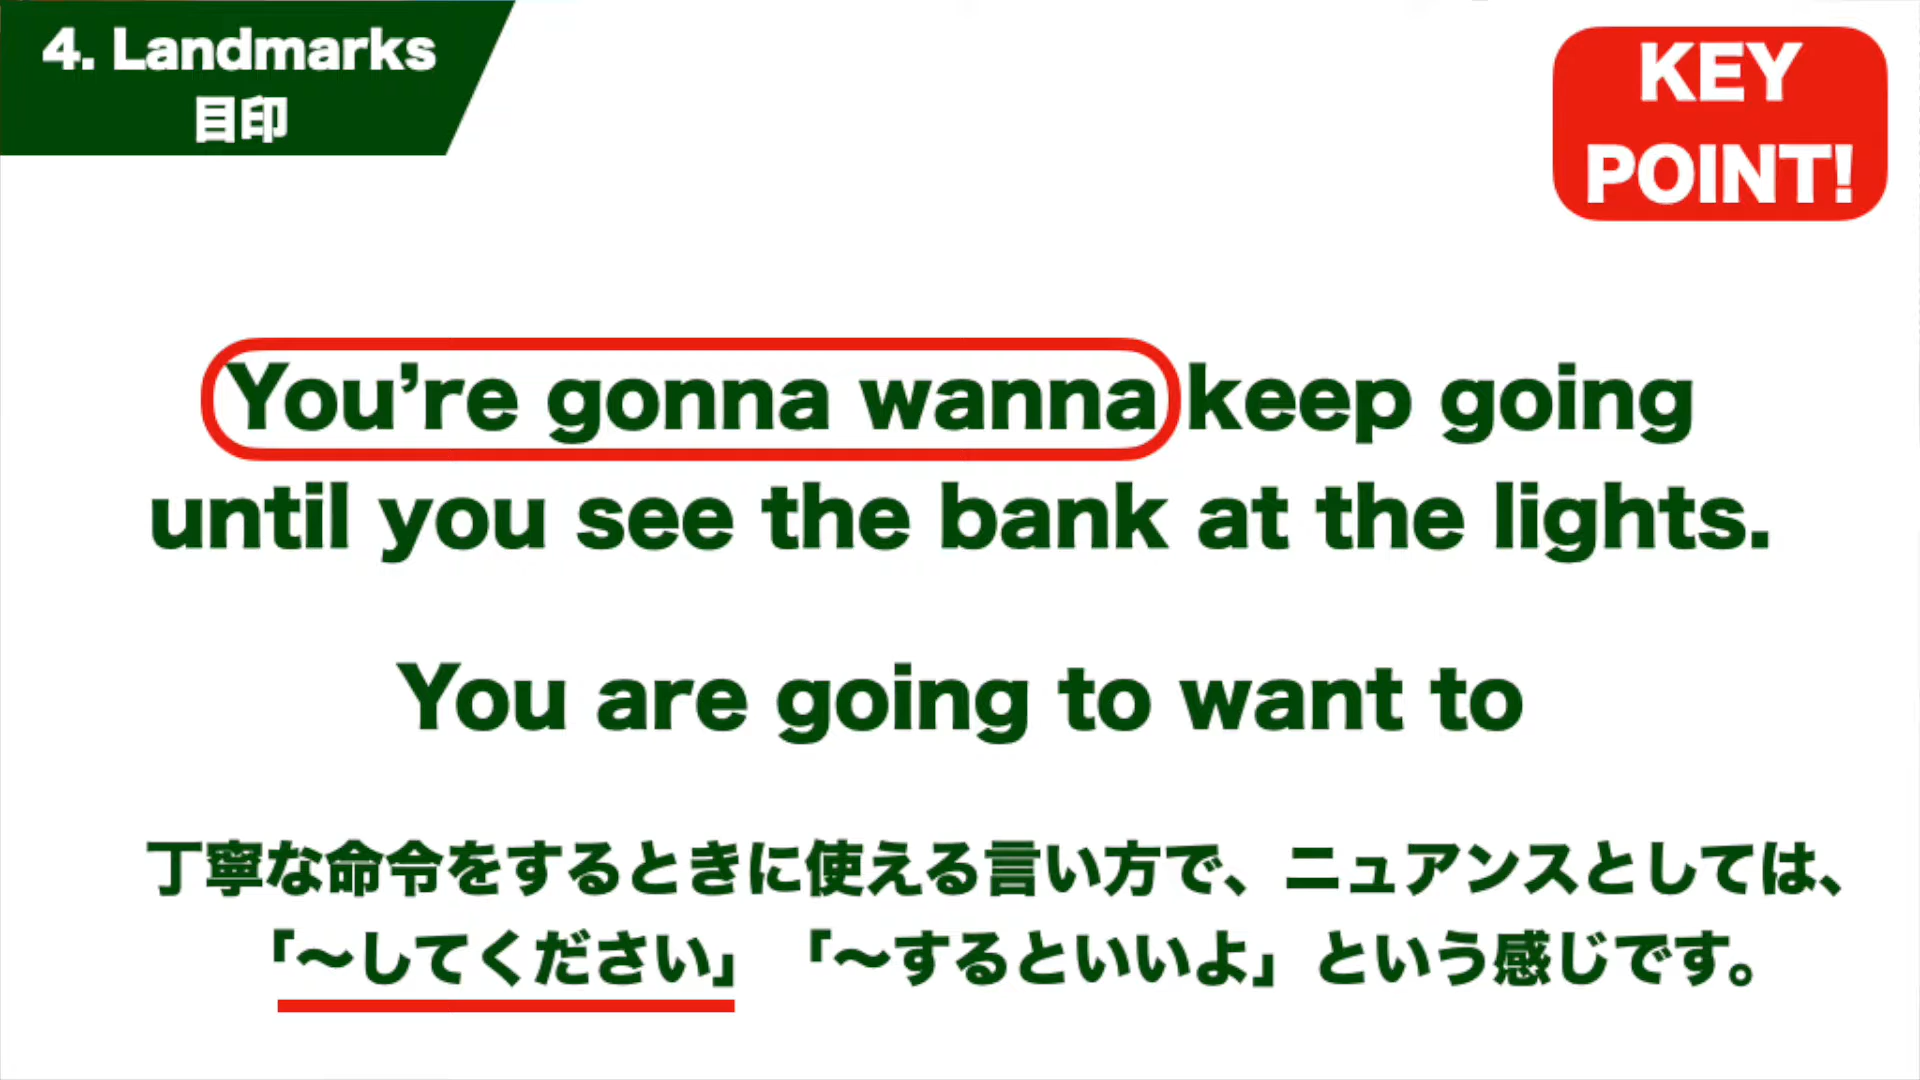 4. Landmarks
目印
KEY
POINT!
You’re gonna wanna keep going
until you see the bank at the lights.
You are going to want to
丁寧な命令をするときに使える言い方で、ニュアンスとしては、
「〜してください」「〜するといいよ」という感じです。